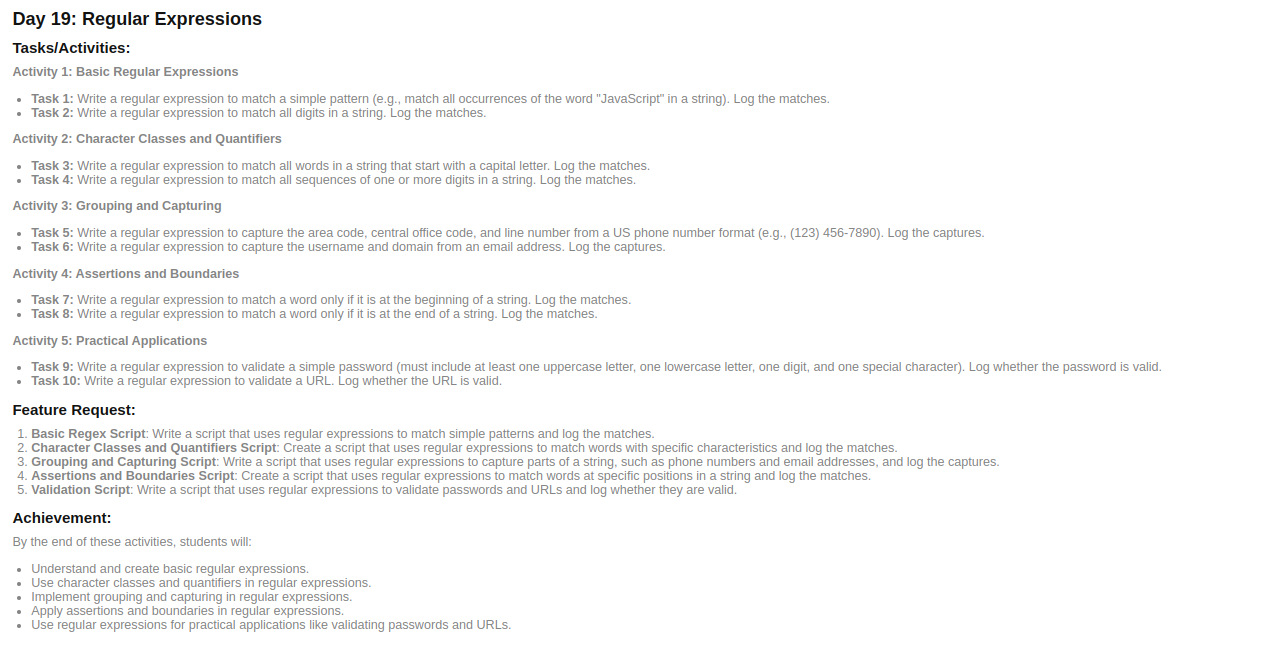 Day 19: Regular Expressions
Tasks/Activities:
Activity 1: Basic Regular Expressions
• Task 1: Write a regular expression to match a simple pattern (e.g., match all occurrences of the word "JavaScript" in a string). Log the matches.
• Task 2: Write a regular expression to match all digits in a string. Log the matches.
Activity 2: Character Classes and Quantifiers
• Task 3: Write a regular expression to match all words in a string that start with a capital letter. Log the matches.
• Task 4: Write a regular expression to match all sequences of one or more digits in a string. Log the matches.
Activity 3: Grouping and Capturing
• Task 5: Write a regular expression to capture the area code, central office code, and line number from a US phone number format (e.g., (123) 456-7890). Log the captures.
• Task 6: Write a regular expression to capture the username and domain from an email address. Log the captures.
Activity 4: Assertions and Boundaries
• Task 7: Write a regular expression to match a word only if it is at the beginning of a string. Log the matches.
• Task 8: Write a regular expression to match a word only if it is at the end of a string. Log the matches.
Activity 5: Practical Applications
• Task 9: Write a regular expression to validate a simple password (must include at least one uppercase letter, one lowercase letter, one digit, and one special character). Log whether the password is valid.
• Task 10: Write a regular expression to validate a URL. Log whether the URL is valid.
Feature Request:
1. Basic Regex Script: Write a script that uses regular expressions to match simple patterns and log the matches.
2. Character Classes and Quantifiers Script: Create a script that uses regular expressions to match words with specific characteristics and log the matches.
3. Grouping and Capturing Script: Write a script that uses regular expressions to capture parts of a string, such as phone numbers and email addresses, and log the captures.
4. Assertions and Boundaries Script: Create a script that uses regular expressions to match words at specific positions in a string and log the matches.
5. Validation Script: Write a script that uses regular expressions to validate passwords and URLs and log whether they are valid.
Achievement:
By the end of these activities, students will:
• Understand and create basic regular expressions.
• Use character classes and quantifiers in regular expressions.
• Implement grouping and capturing in regular expressions.
• Apply assertions and boundaries in regular expressions.
• Use regular expressions for practical applications like validating passwords and URLs.